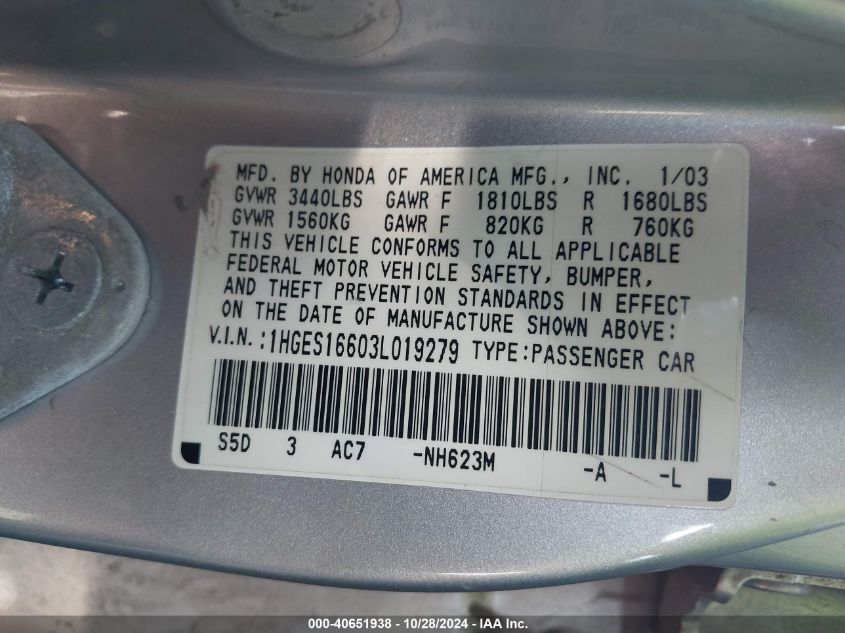 MFD. BY HONDA OF AMERICA MFG., INC. 1/03
GVWR 3440LBS GAWR F 1810LBS R 1680LBS
GVWR 1560KG GAWR F 820KG R 760KG
THIS VEHICLE CONFORMS TO ALL APPLICABLE
FEDERAL MOTOR VEHICLE SAFETY, BUMPER,
AND THEFT PREVENTION STANDARDS IN EFFECT
ON THE DATE OF MANUFACTURE SHOWN ABOVE:
V.I.N.:1HGES16603L019279 TYPE:PASSENGER CAR
S5D 3 AC7 -NH623M -A -L
000-40651938 - 10/28/2024 - IAA Inc.